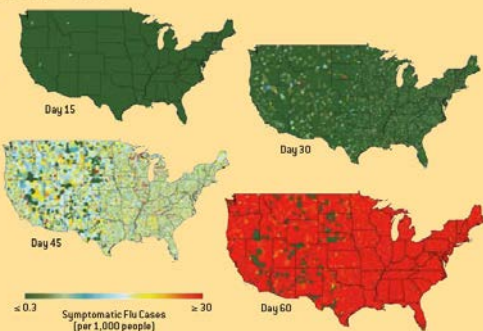 Day 15
Day 30
Day 45
Day 60
≤ 0.3
≥ 30
Symptomatic Flu Cases
(per 1,000 people)